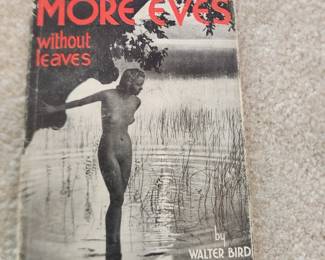 MORE EVES
without
leaves
by
WALTER BIRD